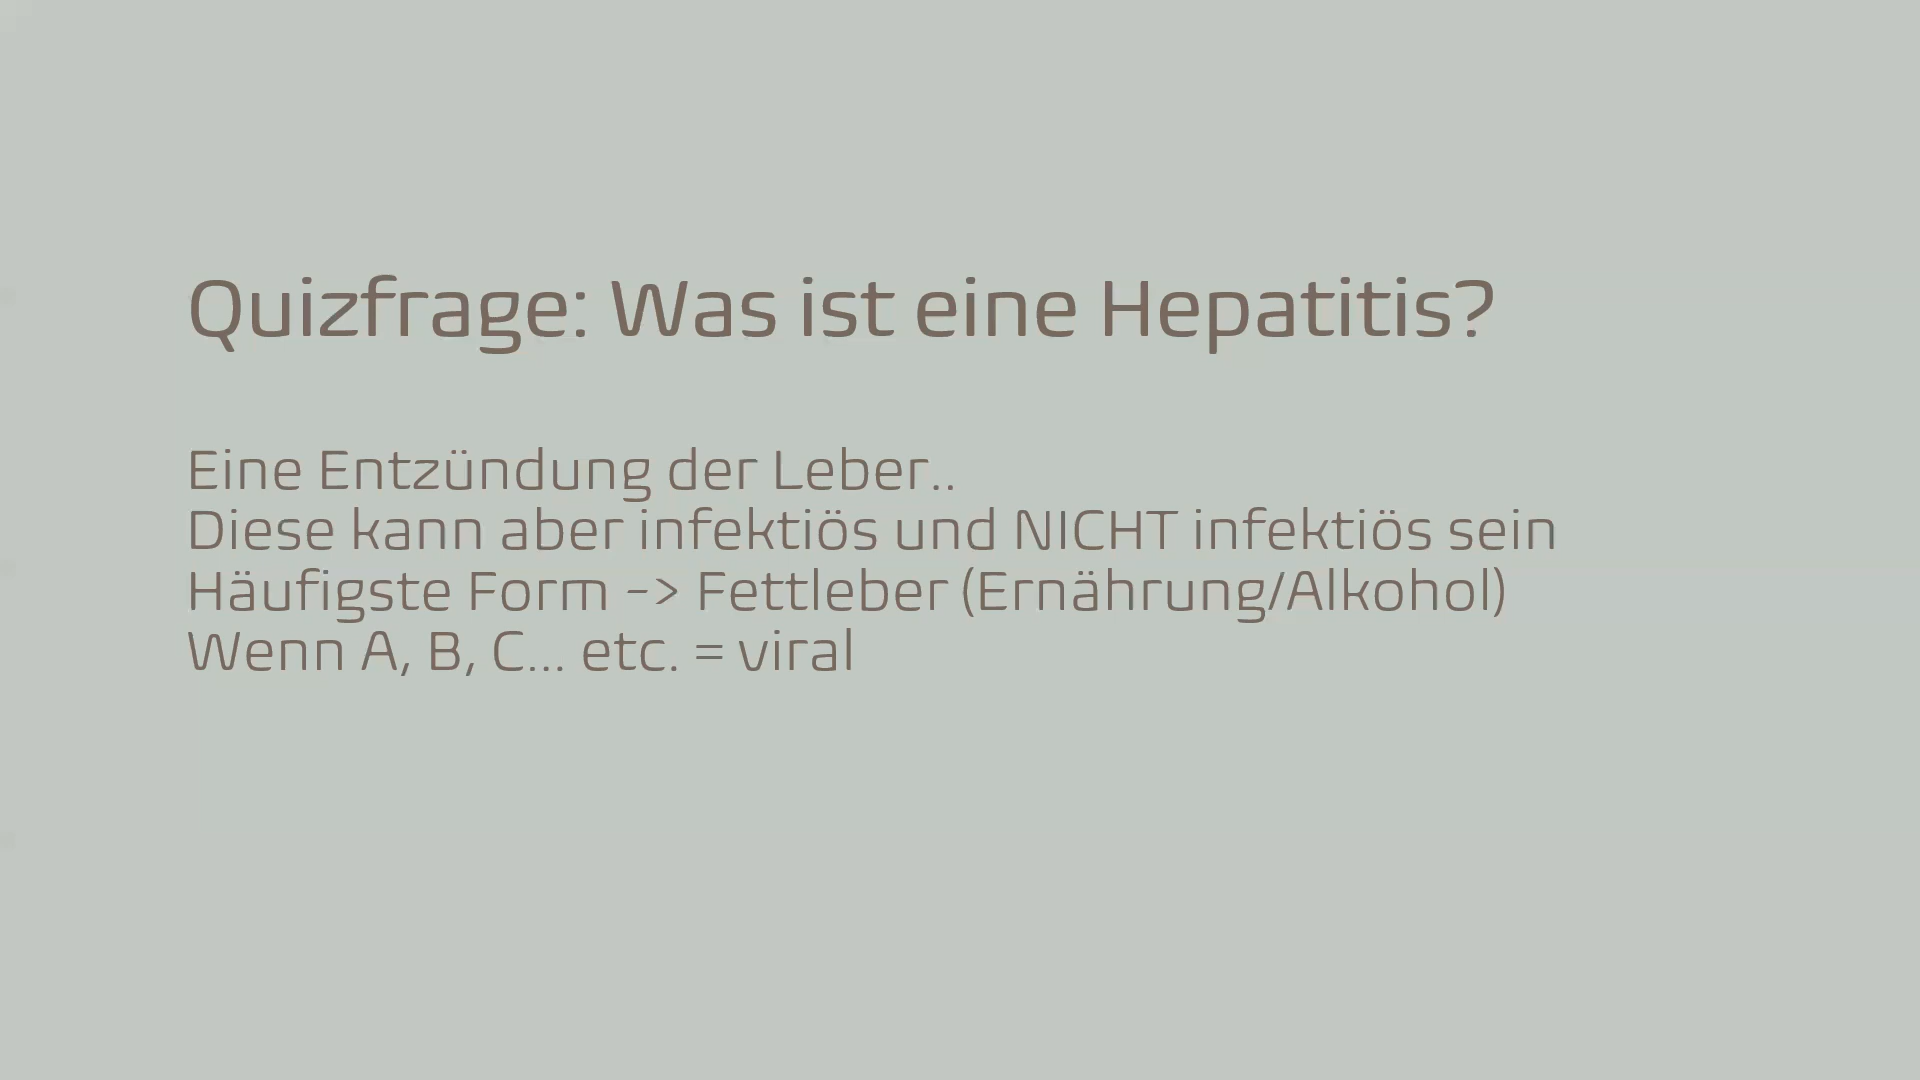 Quizfrage: Was ist eine Hepatitis?
Eine Entzündung der Leber..
Diese kann aber infektiös und NICHT infektiös sein
Häufigste Form -> Fettleber (Ernährung/Alkohol)
Wenn A, B, C... etc. = viral